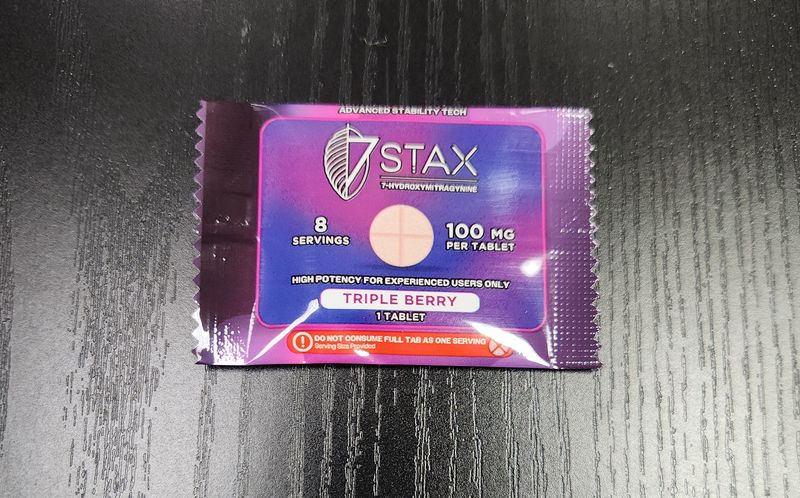 ADVANCED STABILITY TECH
7 STAX
7-HYDROXYMITRAGYNINE
8
SERVINGS
100 MG
PER TABLET
HIGH POTENCY FOR EXPERIENCED USERS ONLY
TRIPLE BERRY
1 TABLET
DO NOT CONSUME FULL TAB AS ONE SERVING
Serving Size Provided